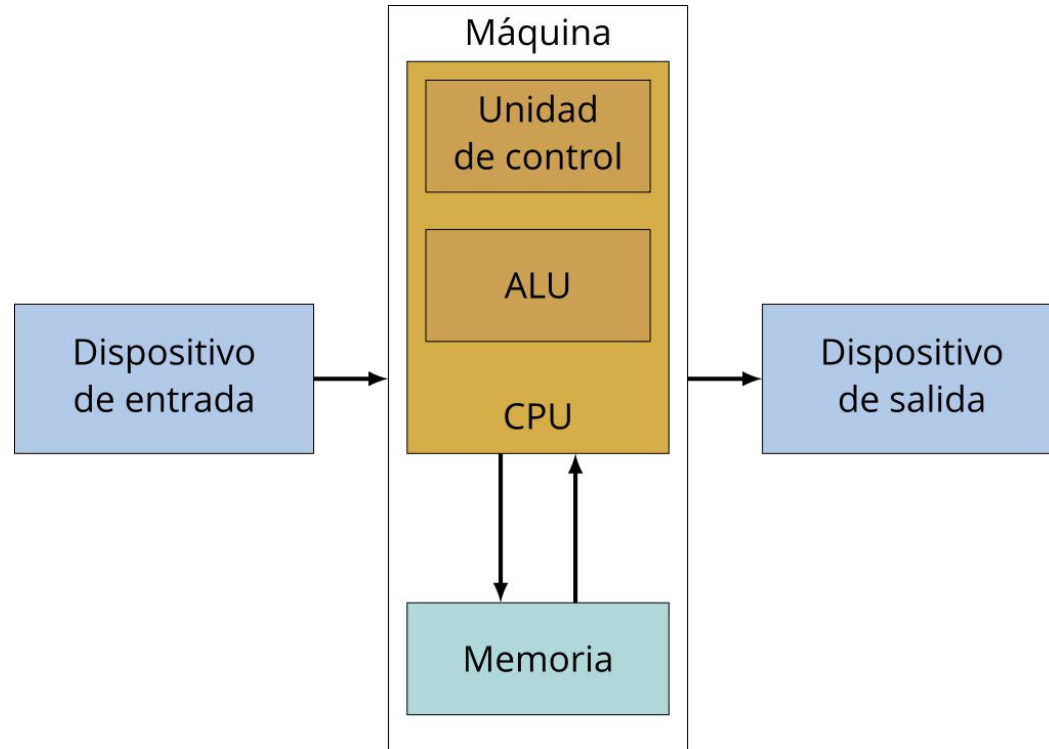 Máquina
Unidad
de control
ALU
CPU
Dispositivo
de entrada
Dispositivo
de salida
Memoria